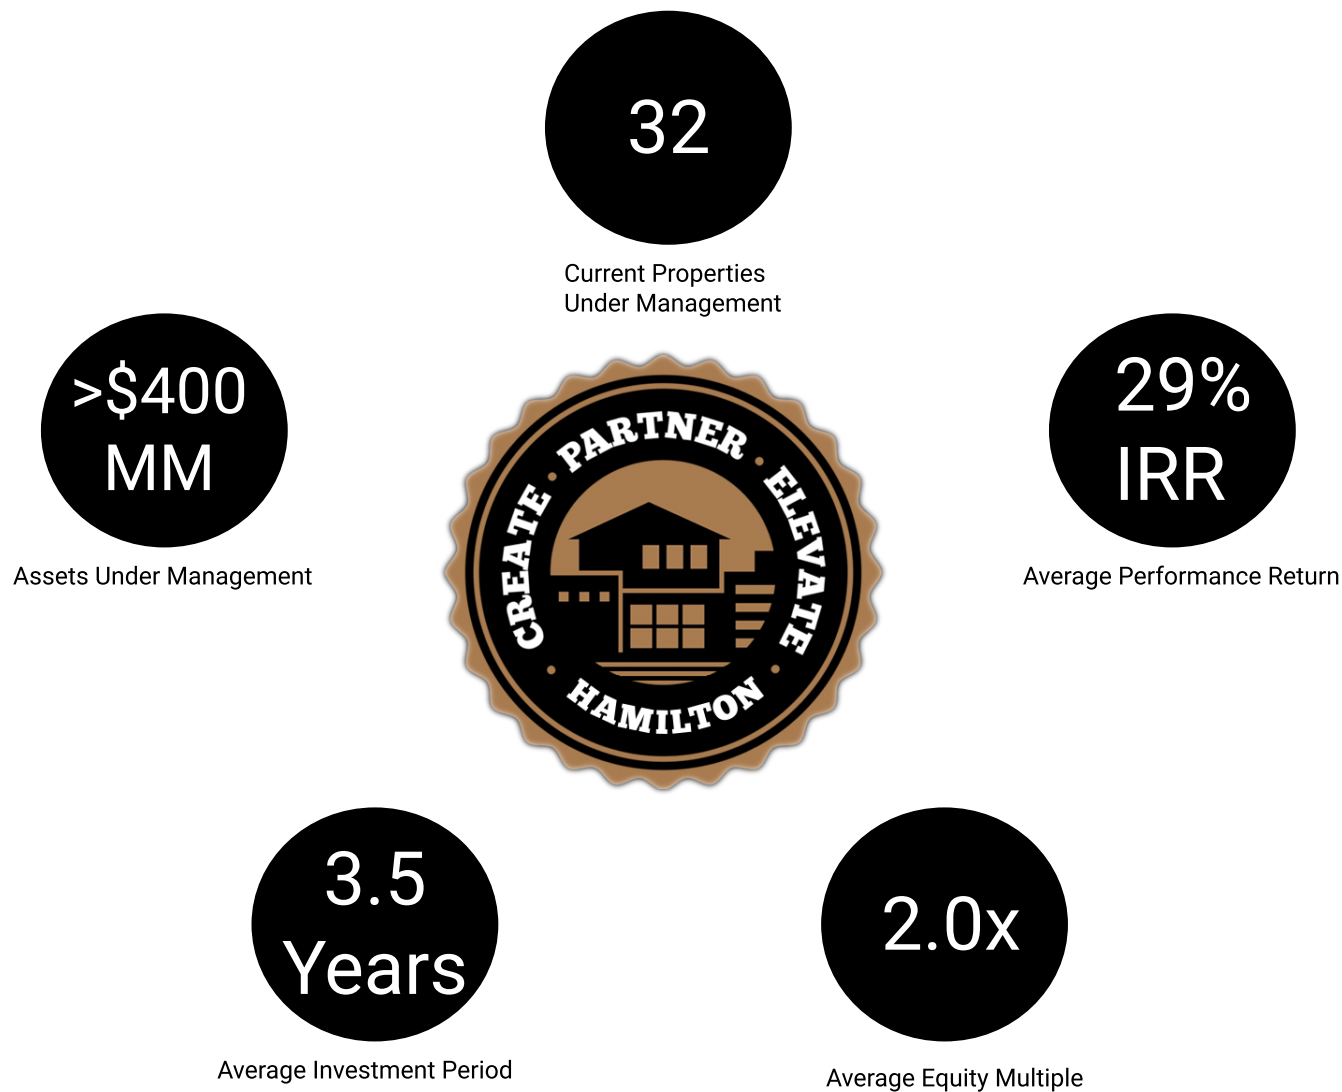 32
Current Properties
Under Management
>$400
MM
Assets Under Management
29%
IRR
Average Performance Return
CREATE · PARTNER · ELEVATE
· HAMILTON ·
3.5
Years
Average Investment Period
2.0x
Average Equity Multiple